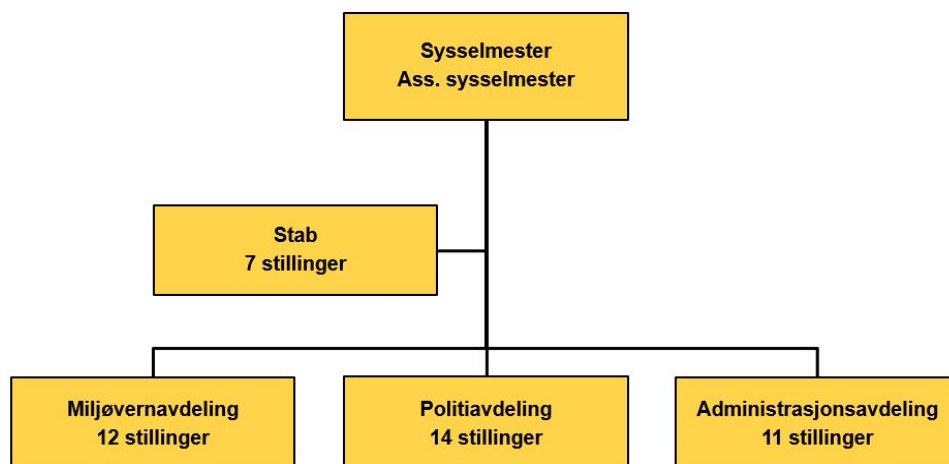 Sysselmester
Ass. sysselmester
Stab
7 stillinger
Miljøvernavdeling
12 stillinger
Politiavdeling
14 stillinger
Administrasjonsavdeling
11 stillinger